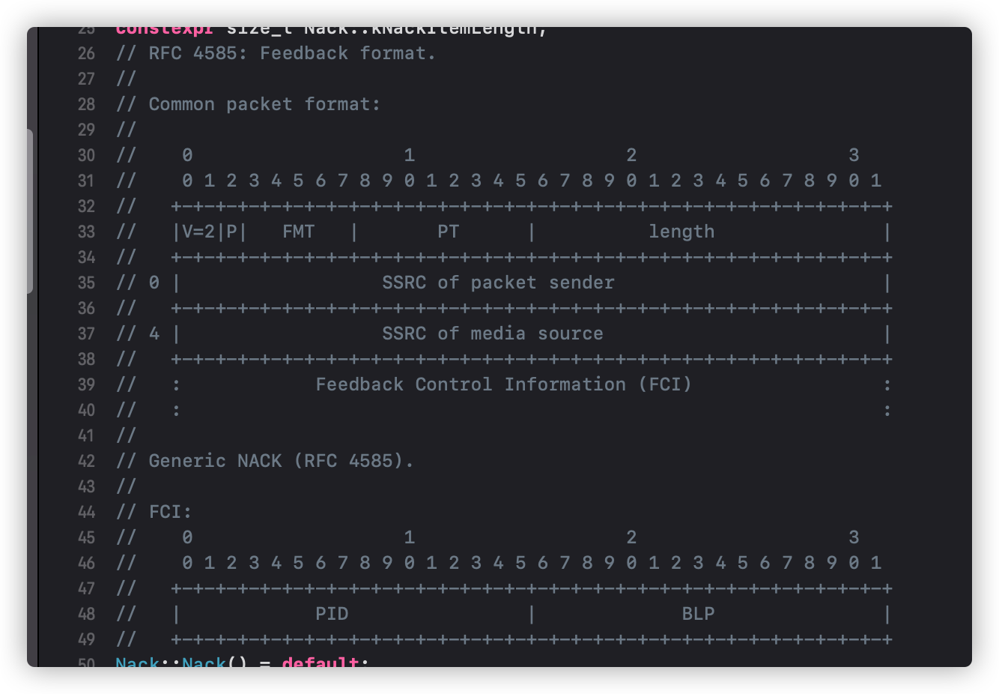 25 constexpr size_t Nack::kNackItemLength;
26 // RFC 4585: Feedback format.
27 //
28 // Common packet format:
29 //
30 //    0                   1                   2                   3
31 //    0 1 2 3 4 5 6 7 8 9 0 1 2 3 4 5 6 7 8 9 0 1 2 3 4 5 6 7 8 9 0 1
32 //   +-+-+-+-+-+-+-+-+-+-+-+-+-+-+-+-+-+-+-+-+-+-+-+-+-+-+-+-+-+-+-+-+
33 //   |V=2|P|   FMT   |       PT      |          length               |
34 //   +-+-+-+-+-+-+-+-+-+-+-+-+-+-+-+-+-+-+-+-+-+-+-+-+-+-+-+-+-+-+-+-+
35 // 0 |                  SSRC of packet sender                        |
36 //   +-+-+-+-+-+-+-+-+-+-+-+-+-+-+-+-+-+-+-+-+-+-+-+-+-+-+-+-+-+-+-+-+
37 // 4 |                  SSRC of media source                         |
38 //   +-+-+-+-+-+-+-+-+-+-+-+-+-+-+-+-+-+-+-+-+-+-+-+-+-+-+-+-+-+-+-+-+
39 //   :            Feedback Control Information (FCI)                 :
40 //   :                                                               :
41 //
42 // Generic NACK (RFC 4585).
43 //
44 // FCI:
45 //    0                   1                   2                   3
46 //    0 1 2 3 4 5 6 7 8 9 0 1 2 3 4 5 6 7 8 9 0 1 2 3 4 5 6 7 8 9 0 1
47 //   +-+-+-+-+-+-+-+-+-+-+-+-+-+-+-+-+-+-+-+-+-+-+-+-+-+-+-+-+-+-+-+-+
48 //   |            PID                |             BLP               |
49 //   +-+-+-+-+-+-+-+-+-+-+-+-+-+-+-+-+-+-+-+-+-+-+-+-+-+-+-+-+-+-+-+-+
50 Nack::Nack() = default;